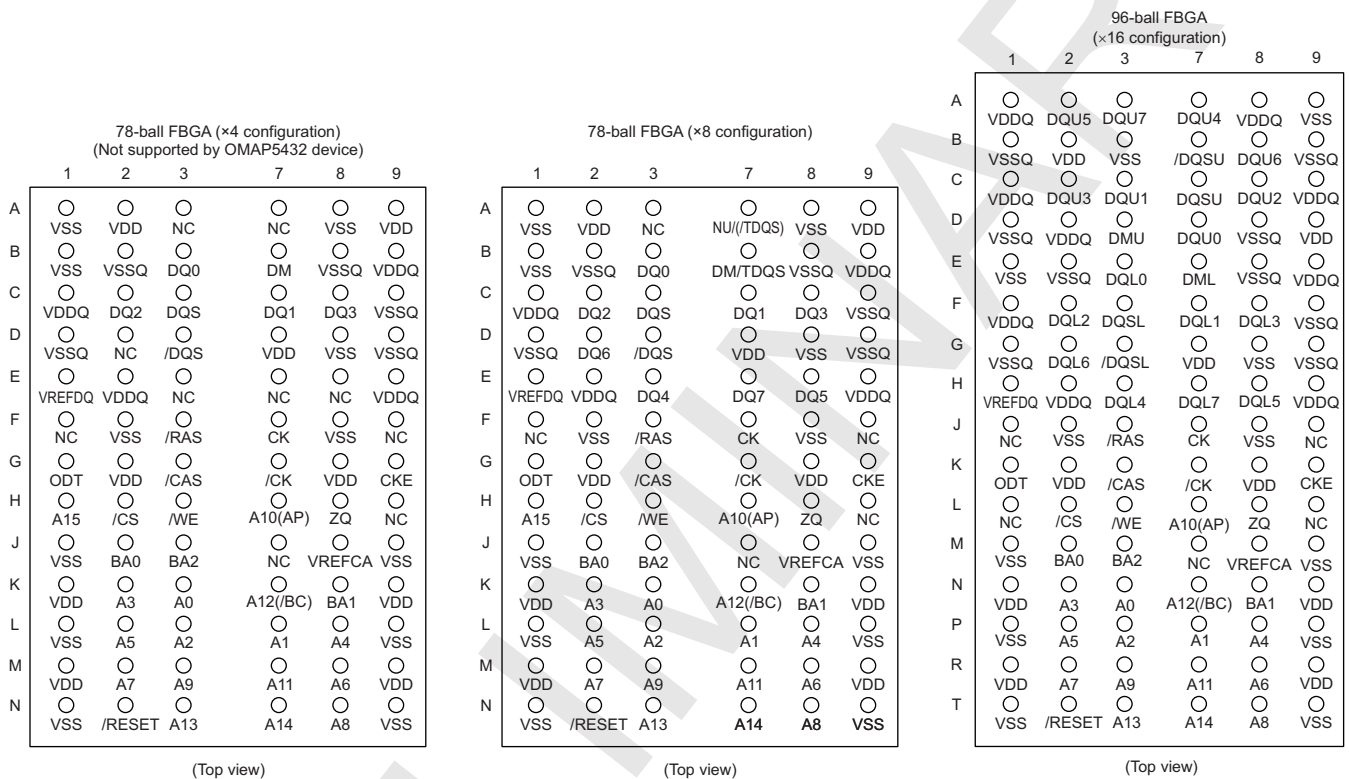 96-ball FBGA
(×16 configuration)
1 2 3 7 8 9
A
VDDQ DQU5 DQU7 DQU4 VDDQ VSS
B
VSSQ VDD VSS /DQSU DQU6 VSSQ
C
VDDQ DQU3 DQU1 DQSU DQU2 VDDQ
D
VSSQ VDDQ DMU DQU0 VSSQ VDD
E
VSS VSSQ DQL0 DML VSSQ VDDQ
F
VDDQ DQL2 DQSL DQL1 DQL3 VSSQ
G
VSSQ DQL6 /DQSL VDD VSS VSSQ
H
VREFDQ VDDQ DQL4 DQL7 DQL5 VDDQ
J
NC VSS /RAS CK VSS NC
K
ODT VDD /CAS /CK VDD CKE
L
NC /CS /WE A10(AP) ZQ NC
M
VSS BA0 BA2 NC VREFCA VSS
N
VDD A3 A0 A12(/BC) BA1 VDD
P
VSS A5 A2 A1 A4 VSS
R
VDD A7 A9 A11 A6 VDD
T
VSS /RESET A13 A14 A8 VSS
(Top view)
78-ball FBGA (×4 configuration)
(Not supported by OMAP5432 device)
1 2 3 7 8 9
A
VSS VDD NC NC VSS VDD
B
VSS VSSQ DQ0 DM VSSQ VDDQ
C
VDDQ DQ2 DQS DQ1 DQ3 VSSQ
D
VSSQ NC /DQS VDD VSS VSSQ
E
VREFDQ VDDQ NC NC NC VDDQ
F
NC VSS /RAS CK VSS NC
G
ODT VDD /CAS /CK VDD CKE
H
A15 /CS /WE A10(AP) ZQ NC
J
VSS BA0 BA2 NC VREFCA VSS
K
VDD A3 A0 A12(/BC) BA1 VDD
L
VSS A5 A2 A1 A4 VSS
M
VDD A7 A9 A11 A6 VDD
N
VSS /RESET A13 A14 A8 VSS
(Top view)
78-ball FBGA (×8 configuration)
1 2 3 7 8 9
A
VSS VDD NC NU/(/TDQS) VSS VDD
B
VSS VSSQ DQ0 DM/TDQS VSSQ VDDQ
C
VDDQ DQ2 DQS DQ1 DQ3 VSSQ
D
VSSQ DQ6 /DQS VDD VSS VSSQ
E
VREFDQ VDDQ DQ4 DQ7 DQ5 VDDQ
F
NC VSS /RAS CK VSS NC
G
ODT VDD /CAS /CK VDD CKE
H
A15 /CS /WE A10(AP) ZQ NC
J
VSS BA0 BA2 NC VREFCA VSS
K
VDD A3 A0 A12(/BC) BA1 VDD
L
VSS A5 A2 A1 A4 VSS
M
VDD A7 A9 A11 A6 VDD
N
VSS /RESET A13 A14 A8 VSS
(Top view)